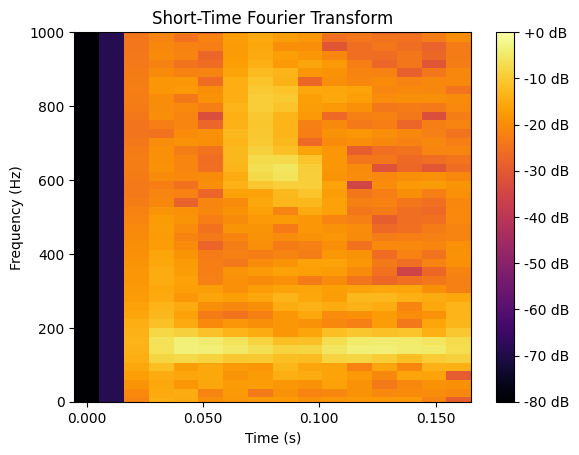 Short-Time Fourier Transform
1000
800
600
400
200
0
Frequency (Hz)
0.000
0.050
0.100
0.150
Time (s)
+0 dB
-10 dB
-20 dB
-30 dB
-40 dB
-50 dB
-60 dB
-70 dB
-80 dB